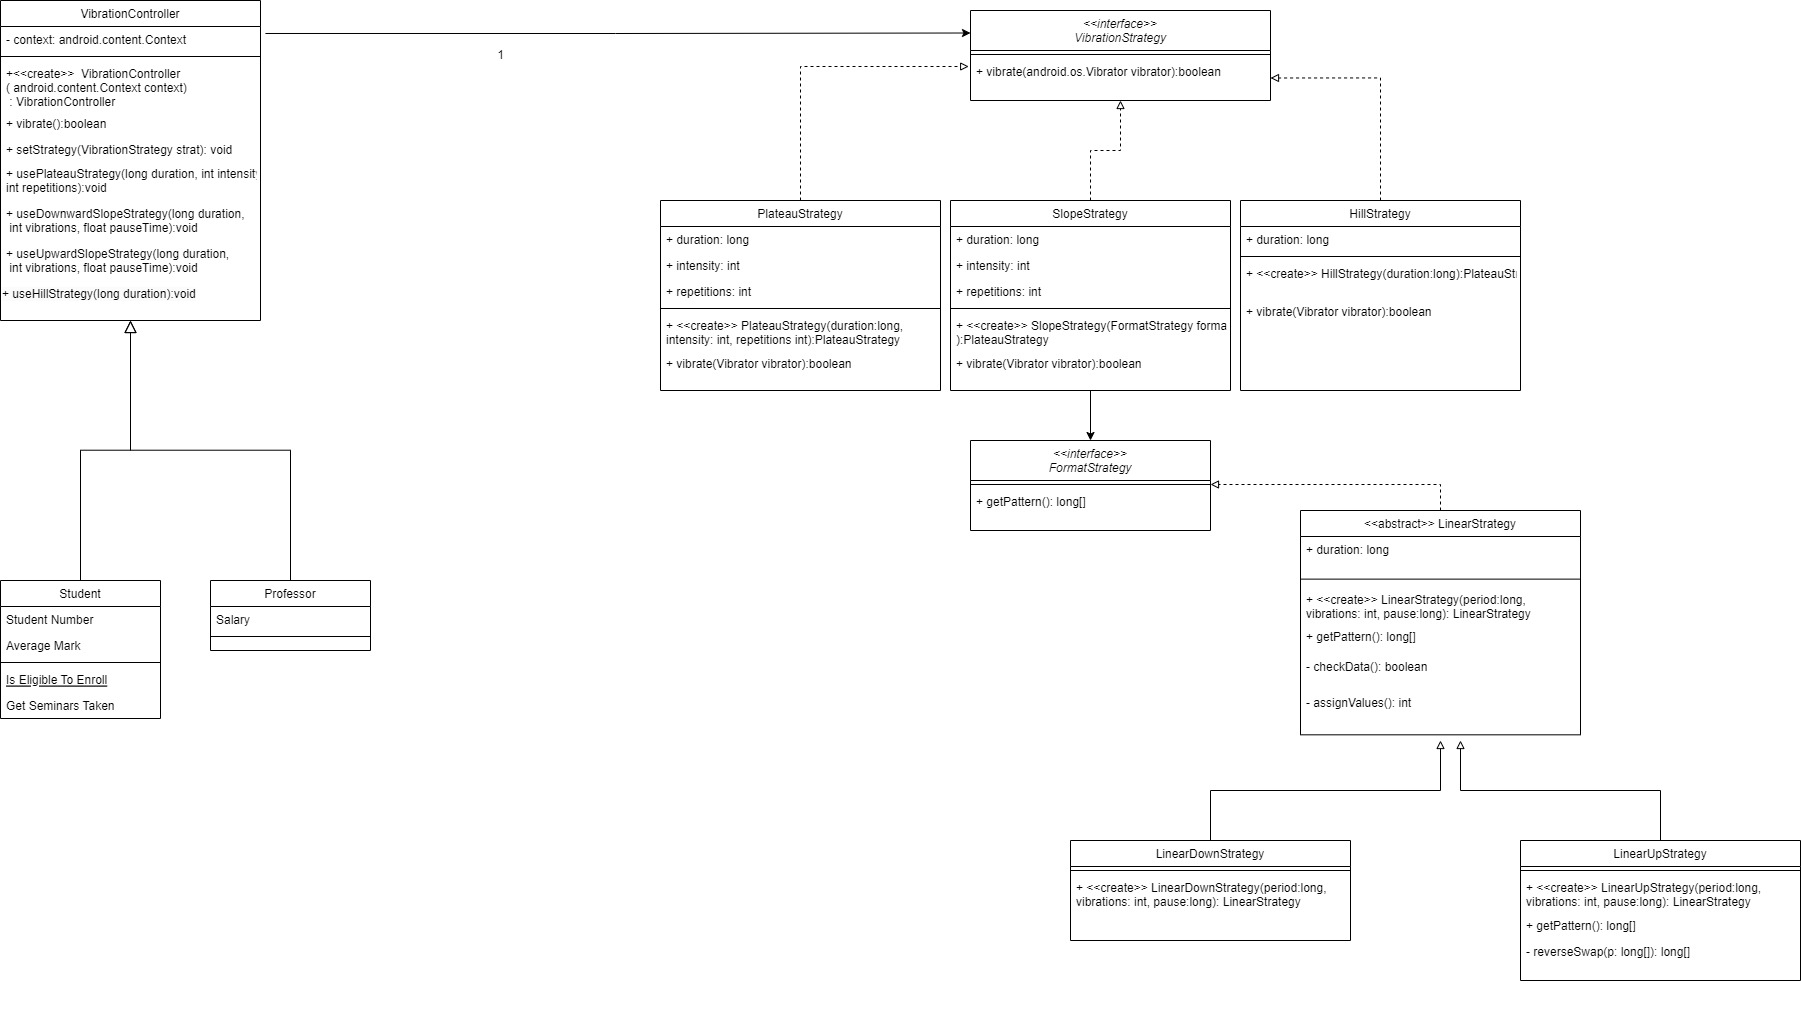 VibrationController
- context: android.content.Context
+<<create>> VibrationController
( android.content.Context context)
: VibrationController
+ vibrate():boolean
+ setStrategy(VibrationStrategy strat): void
+ usePlateauStrategy(long duration, int intensit
int repetitions):void
+ useDownwardSlopeStrategy(long duration,
int vibrations, float pauseTime):void
+ useUpwardSlopeStrategy(long duration,
int vibrations, float pauseTime):void
+ useHillStrategy(long duration):void
1
<<interface>>
VibrationStrategy
+ vibrate(android.os.Vibrator vibrator):boolean
PlateauStrategy
+ duration: long
+ intensity: int
+ repetitions: int
+ <<create>> PlateauStrategy(duration:long,
intensity: int, repetitions int):PlateauStrategy
+ vibrate(Vibrator vibrator):boolean
SlopeStrategy
+ duration: long
+ intensity: int
+ repetitions: int
+ <<create>> SlopeStrategy(FormatStrategy forma
):PlateauStrategy
+ vibrate(Vibrator vibrator):boolean
HillStrategy
+ duration: long
+ <<create>> HillStrategy(duration:long):PlateauSt
+ vibrate(Vibrator vibrator):boolean
<<interface>>
FormatStrategy
+ getPattern(): long[]
<<abstract>> LinearStrategy
+ duration: long
+ <<create>> LinearStrategy(period:long,
vibrations: int, pause:long): LinearStrategy
+ getPattern(): long[]
- checkData(): boolean
- assignValues(): int
Student
Student Number
Average Mark
Is Eligible To Enroll
Get Seminars Taken
Professor
Salary
LinearDownStrategy
+ <<create>> LinearDownStrategy(period:long,
vibrations: int, pause:long): LinearStrategy
LinearUpStrategy
+ <<create>> LinearUpStrategy(period:long,
vibrations: int, pause:long): LinearStrategy
+ getPattern(): long[]
- reverseSwap(p: long[]): long[]